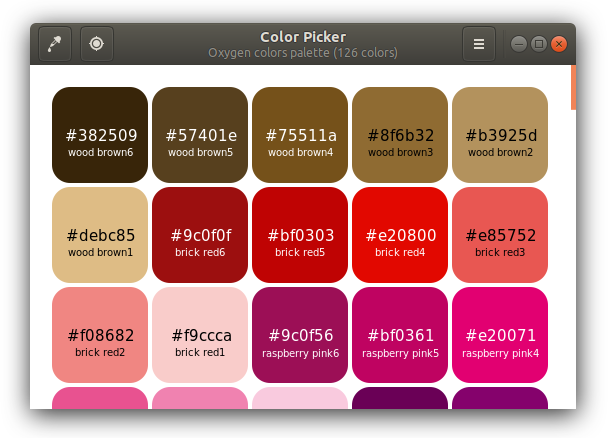 Color Picker
Oxygen colors palette (126 colors)
#382509
wood brown6
#57401e
wood brown5
#75511a
wood brown4
#8f6b32
wood brown3
#b3925d
wood brown2
#debc85
wood brown1
#9c0f0f
brick red6
#bf0303
brick red5
#e20800
brick red4
#e85752
brick red3
#f08682
brick red2
#f9ccca
brick red1
#9c0f56
raspberry pink6
#bf0361
raspberry pink5
#e20071
raspberry pink4